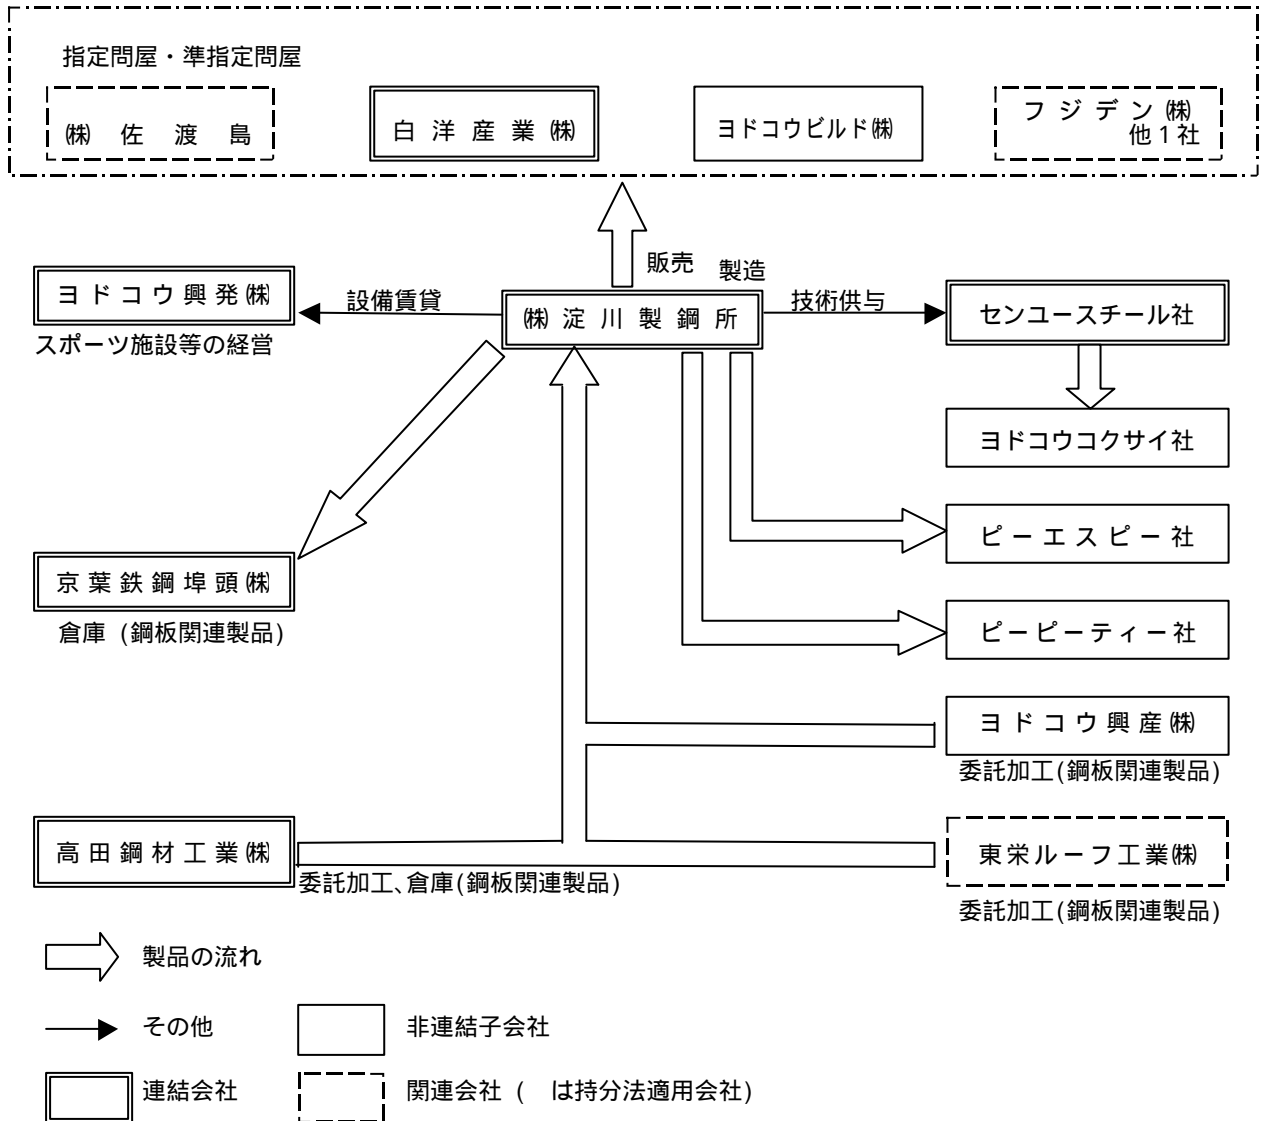 指定問屋・準指定問屋
㈱佐渡島
白洋産業㈱
ヨドコウビルド㈱
フジデン㈱
他1社
販売
製造
ヨドコウ興発㈱
設備賃貸
㈱淀川製鋼所
技術供与
センユースチール社
スポーツ施設等の経営
ヨドコウコクサイ社
ピーエスピー社
京葉鉄鋼埠頭㈱
倉庫 (鋼板関連製品)
ピーピーティー社
ヨドコウ興産㈱
委託加工(鋼板関連製品)
高田鋼材工業㈱
東栄ルーフ工業㈱
委託加工、倉庫(鋼板関連製品)
委託加工(鋼板関連製品)
製品の流れ
その他
非連結子会社
連結会社
関連会社 ( は持分法適用会社)